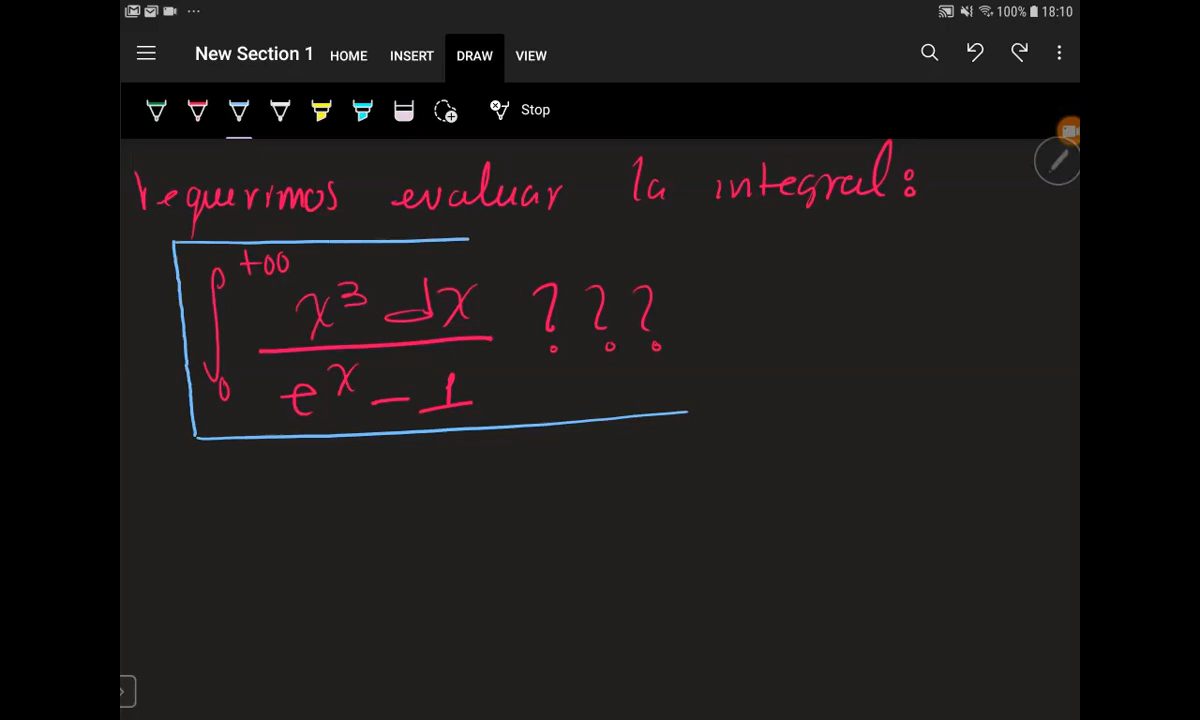 100% 18:10
New Section 1 HOME INSERT DRAW VIEW
Stop
requerimos evaluar la integral:
∫₀^{+∞} x³ dx / (eˣ - 1) ???